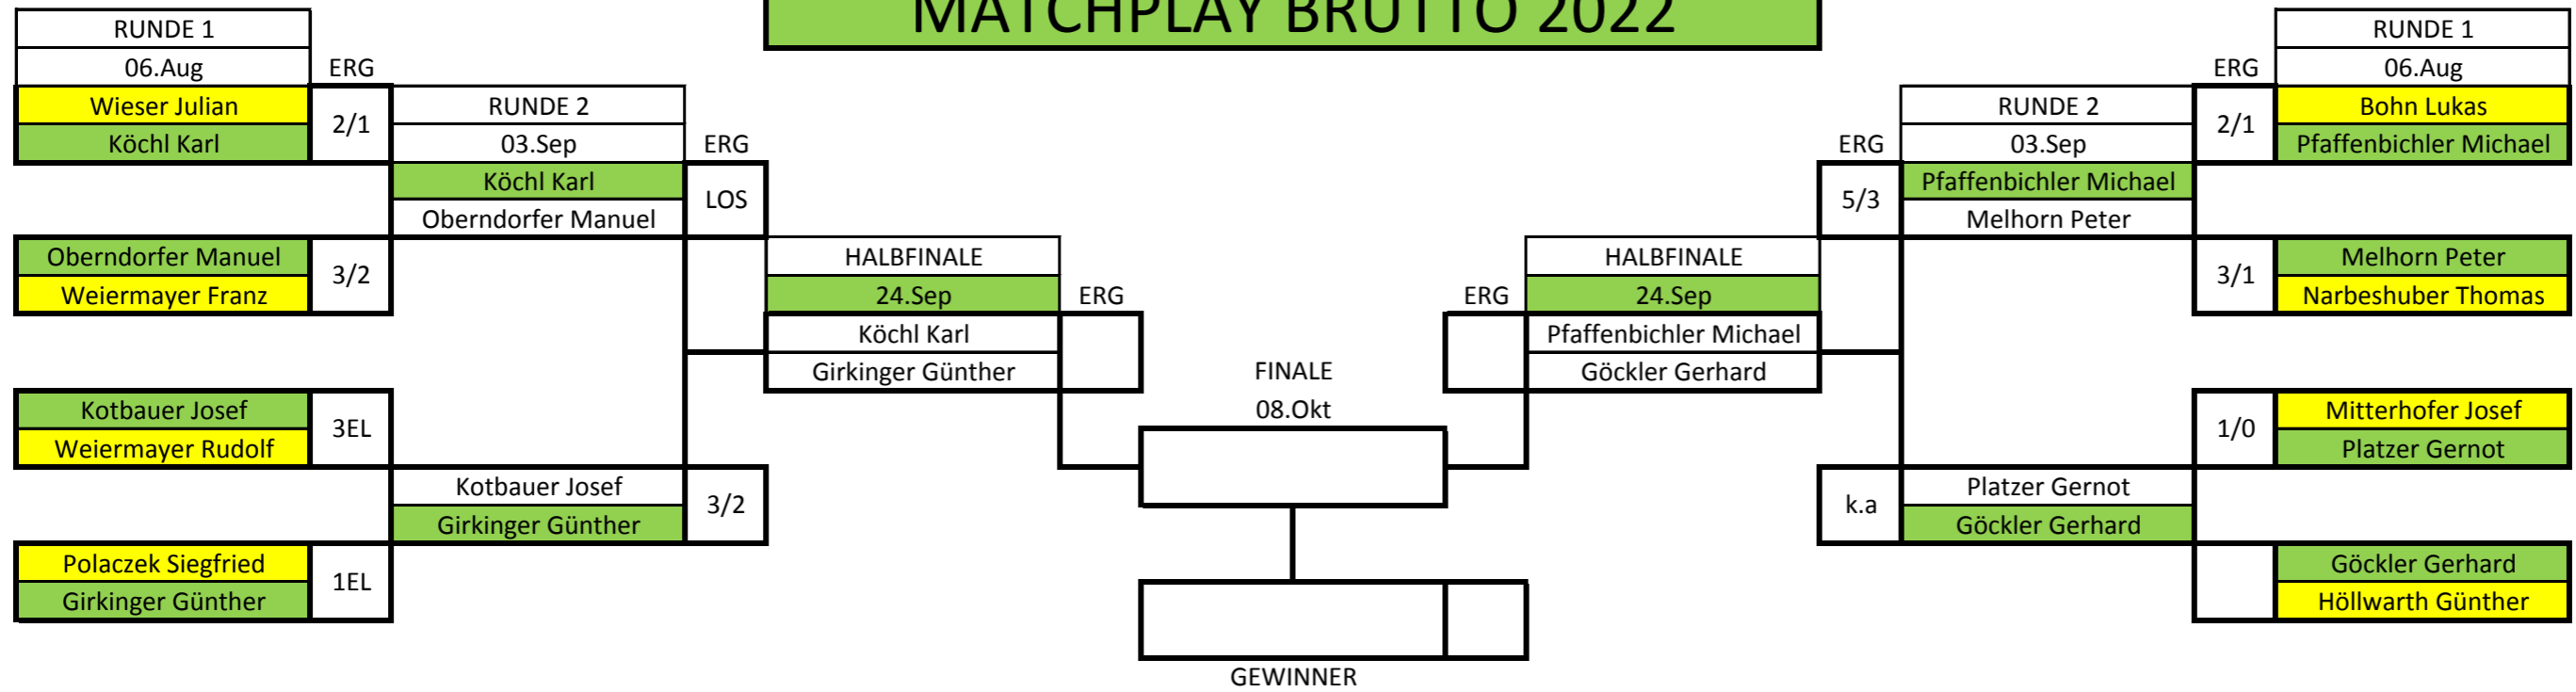 MATCHPLAY BRUTTO 2022
RUNDE 1
06.Aug
ERG
Wieser Julian
Köchl Karl
2/1
Oberndorfer Manuel
Weiermayer Franz
3/2
Kotbauer Josef
Weiermayer Rudolf
3EL
Polaczek Siegfried
Girkinger Günther
1EL
RUNDE 2
03.Sep
ERG
Köchl Karl
Oberndorfer Manuel
LOS
Kotbauer Josef
Girkinger Günther
3/2
HALBFINALE
24.Sep
ERG
Köchl Karl
Girkinger Günther
FINALE
08.Okt
GEWINNER
HALBFINALE
24.Sep
ERG
Pfaffenbichler Michael
Göckler Gerhard
RUNDE 2
03.Sep
ERG
Pfaffenbichler Michael
Melhorn Peter
5/3
Platzer Gernot
Göckler Gerhard
k.a
RUNDE 1
06.Aug
ERG
Bohn Lukas
Pfaffenbichler Michael
2/1
Melhorn Peter
Narbeshuber Thomas
3/1
Mitterhofer Josef
Platzer Gernot
1/0
Göckler Gerhard
Höllwarth Günther